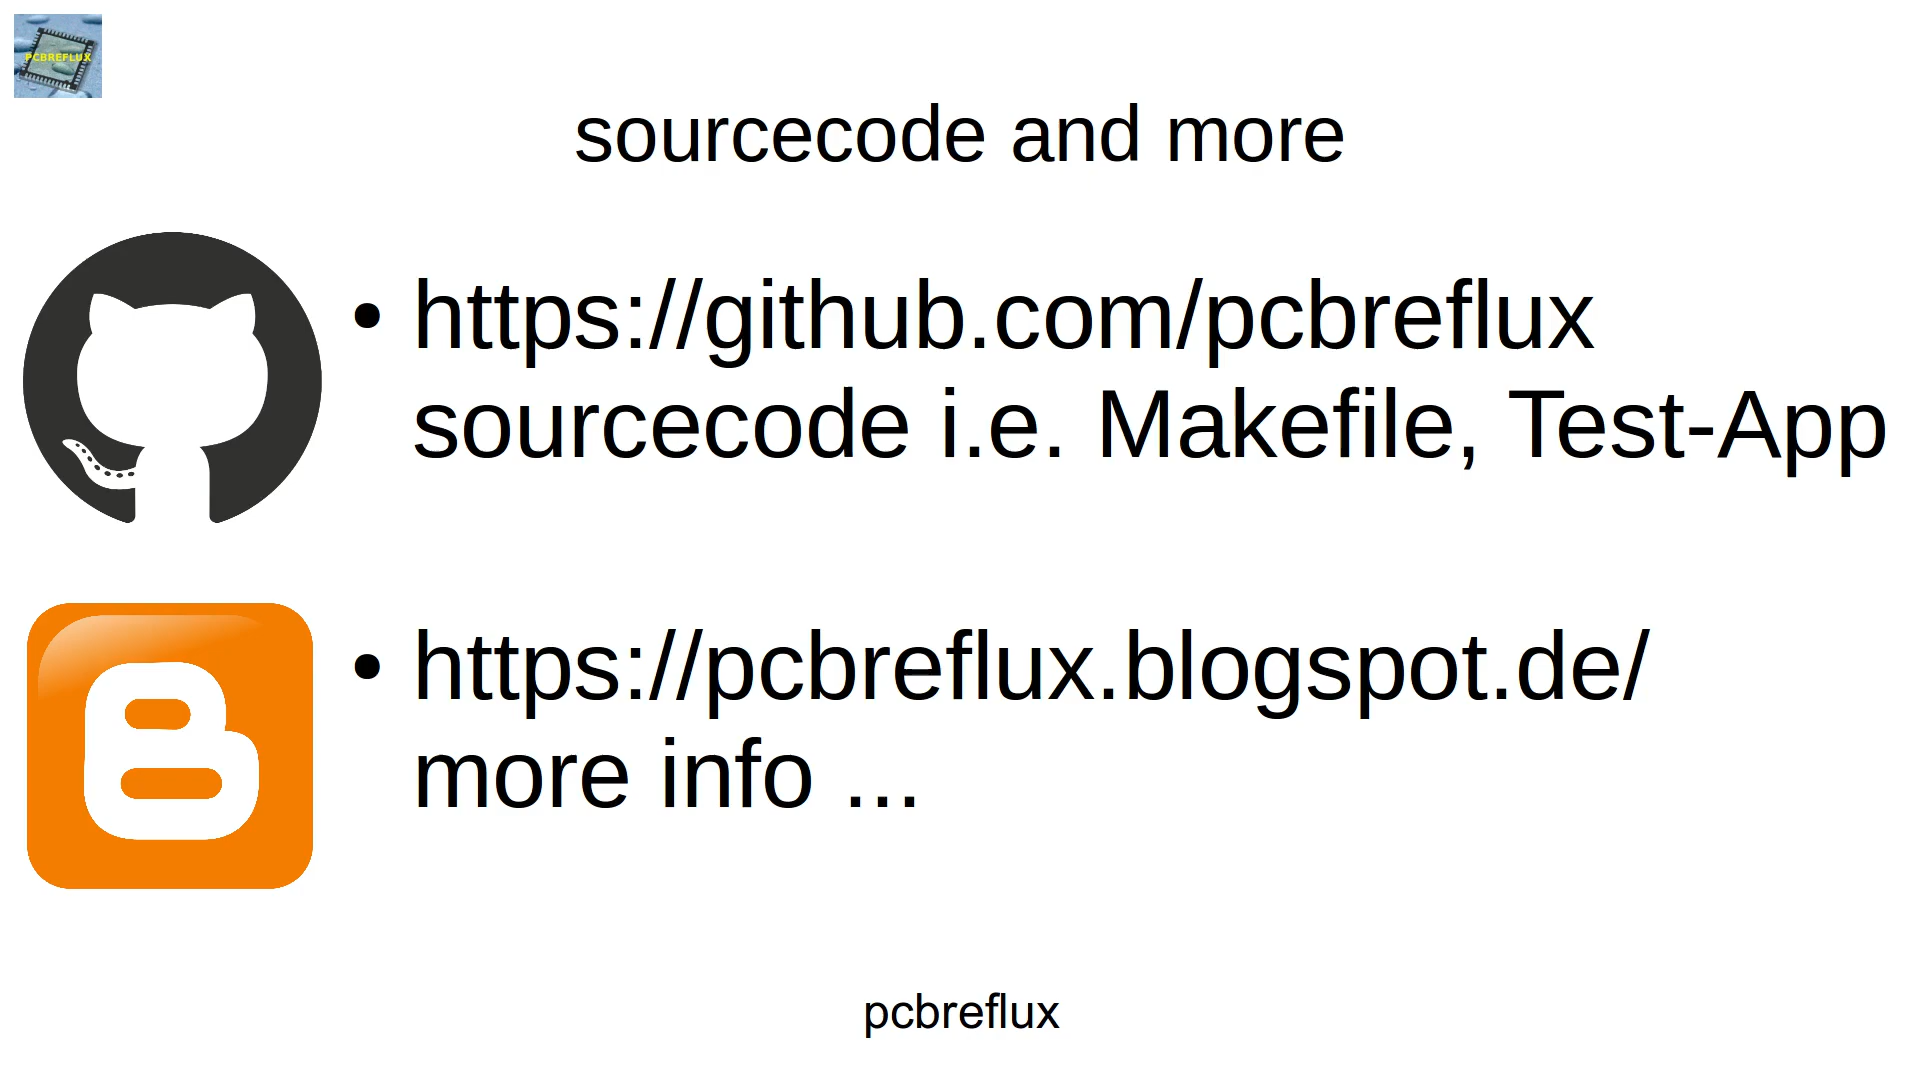 PCBREFLUX
sourcecode and more
• https://github.com/pcbreflux
sourcecode i.e. Makefile, Test-App
• https://pcbreflux.blogspot.de/
more info ...
pcbreflux